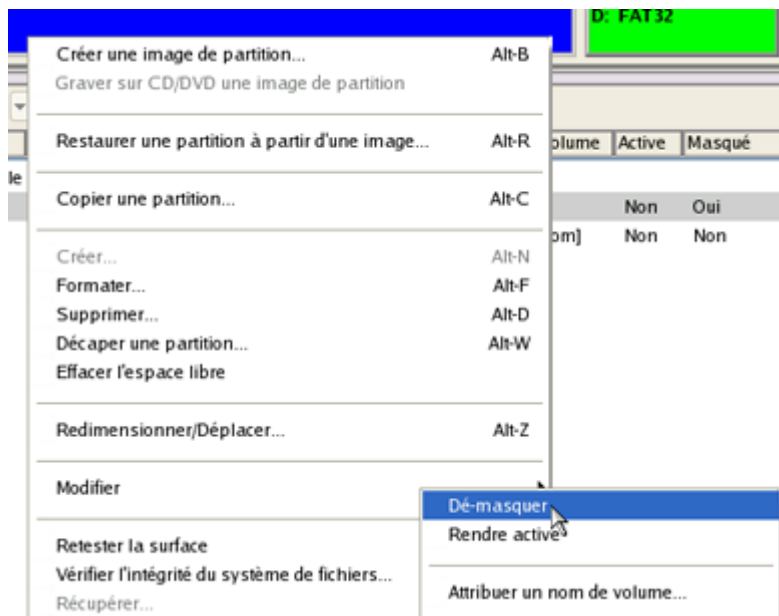 D: FAT32
Créer une image de partition... Alt-B
Graver sur CD/DVD une image de partition
Restaurer une partition à partir d'une image... Alt-R
olume Active Masqué
le
Copier une partition... Alt-C
Non Oui
om] Non Non
Créer... Alt-N
Formater... Alt-F
Supprimer... Alt-D
Décaper une partition... Alt-W
Effacer l'espace libre
Redimensionner/Déplacer... Alt-Z
Modifier
Dé-masquer
Rendre active
Retester la surface
Vérifier l'intégrité du système de fichiers...
Attribuer un nom de volume...
Récupérer...